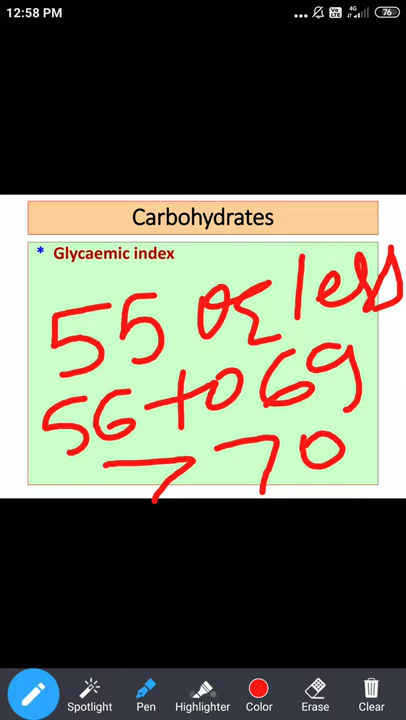 12:58 PM
4G
76
Carbohydrates
* Glycaemic index
55 or less
56 to 69
> 70
Spotlight
Pen
Highlighter
Color
Erase
Clear